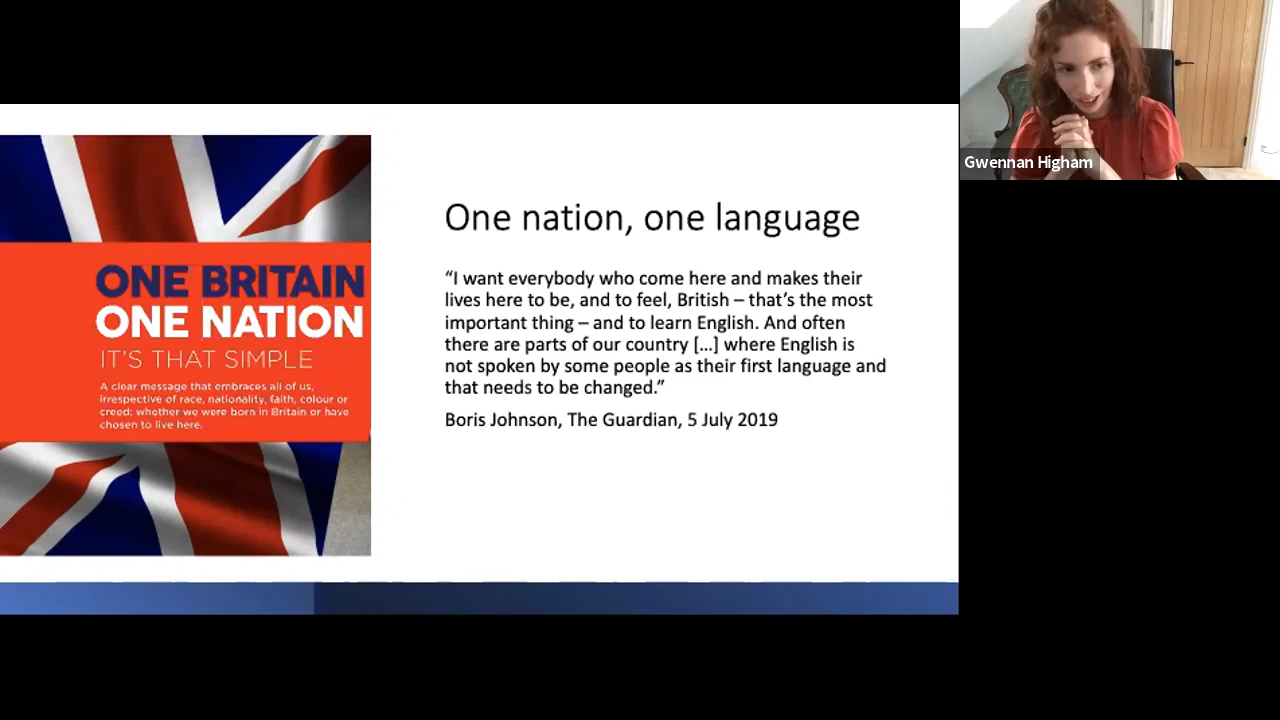 Gwennan Higham
ONE BRITAIN
ONE NATION
IT'S THAT SIMPLE
A clear message that embraces all of us,
irrespective of race, nationality, faith, colour or
creed; whether we were born in Britain or have
chosen to live here.
One nation, one language
“I want everybody who come here and makes their
lives here to be, and to feel, British – that’s the most
important thing – and to learn English. And often
there are parts of our country [...] where English is
not spoken by some people as their first language and
that needs to be changed.”
Boris Johnson, The Guardian, 5 July 2019